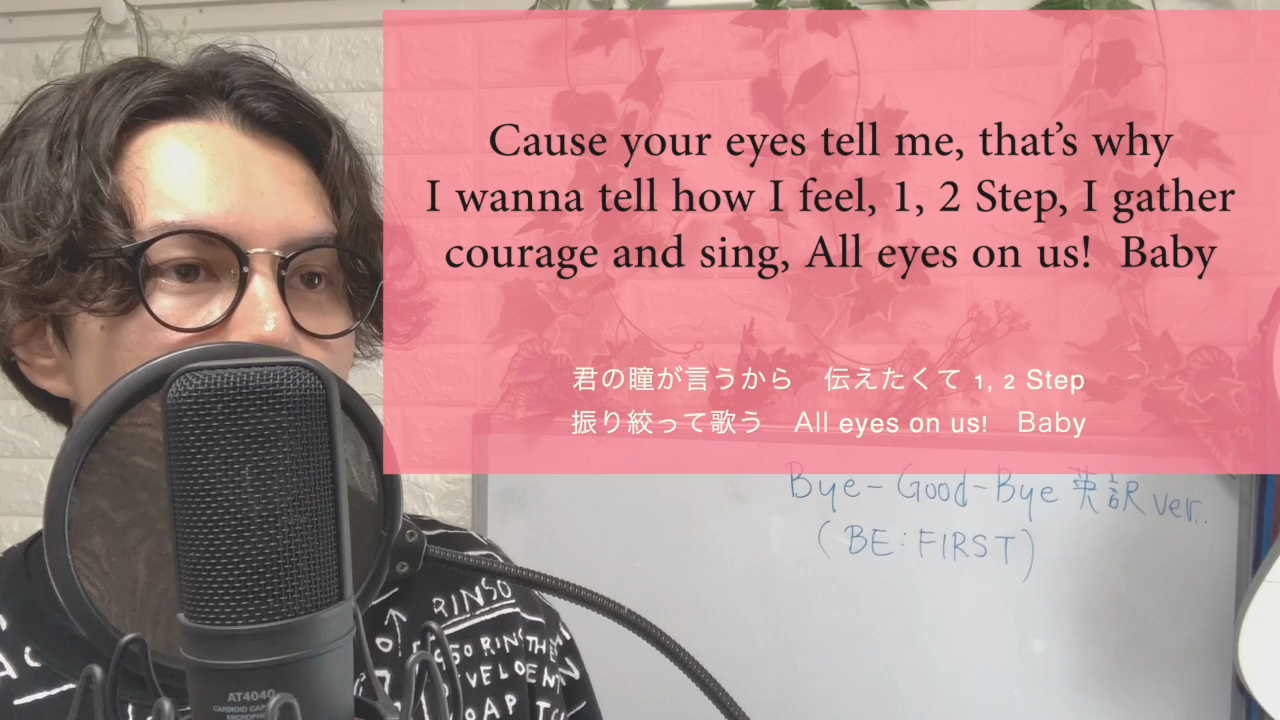 Cause your eyes tell me, that's why
I wanna tell how I feel, 1, 2 Step, I gather
courage and sing, All eyes on us! Baby
君の瞳が言うから　伝えたくて 1, 2 Step
振り絞って歌う　All eyes on us!　Baby
Bye-Good-Bye 英訳 ver.
(BE:FIRST)
RINSO
AT4040